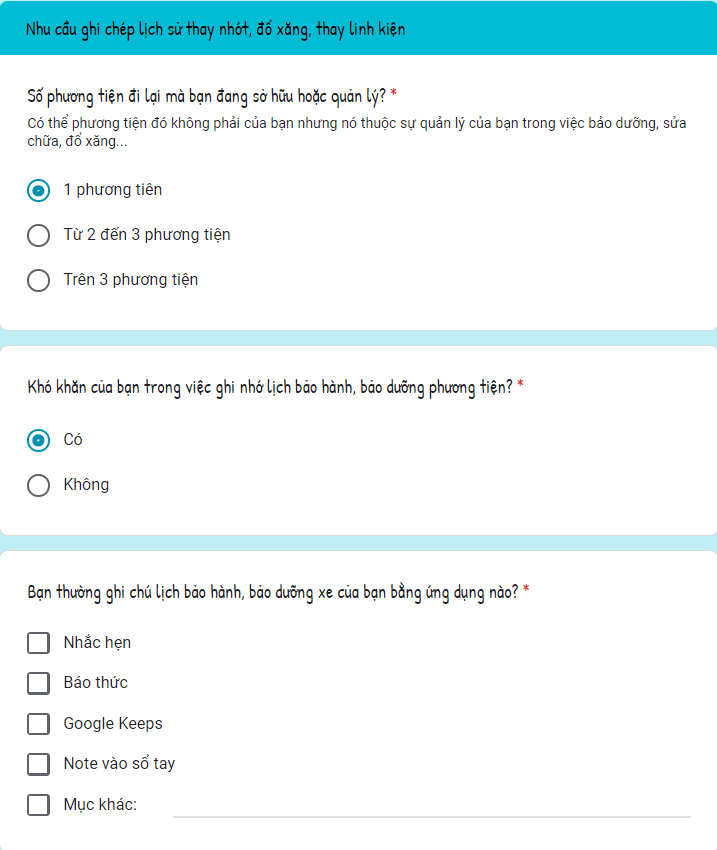 Nhu cầu ghi chép lịch sử thay nhớt, đổ xăng, thay linh kiện
Số phương tiện đi lại mà bạn đang sở hữu hoặc quản lý? *
Có thể phương tiện đó không phải của bạn nhưng nó thuộc sự quản lý của bạn trong việc bảo dưỡng, sửa
chữa, đổ xăng...
1 phương tiên
Từ 2 đến 3 phương tiện
Trên 3 phương tiện
Khó khăn của bạn trong việc ghi nhớ lịch bảo hành, bảo dưỡng phương tiện? *
Có
Không
Bạn thường ghi chú lịch bảo hành, bảo dưỡng xe của bạn bằng ứng dụng nào? *
Nhắc hẹn
Báo thức
Google Keeps
Note vào sổ tay
Mục khác: